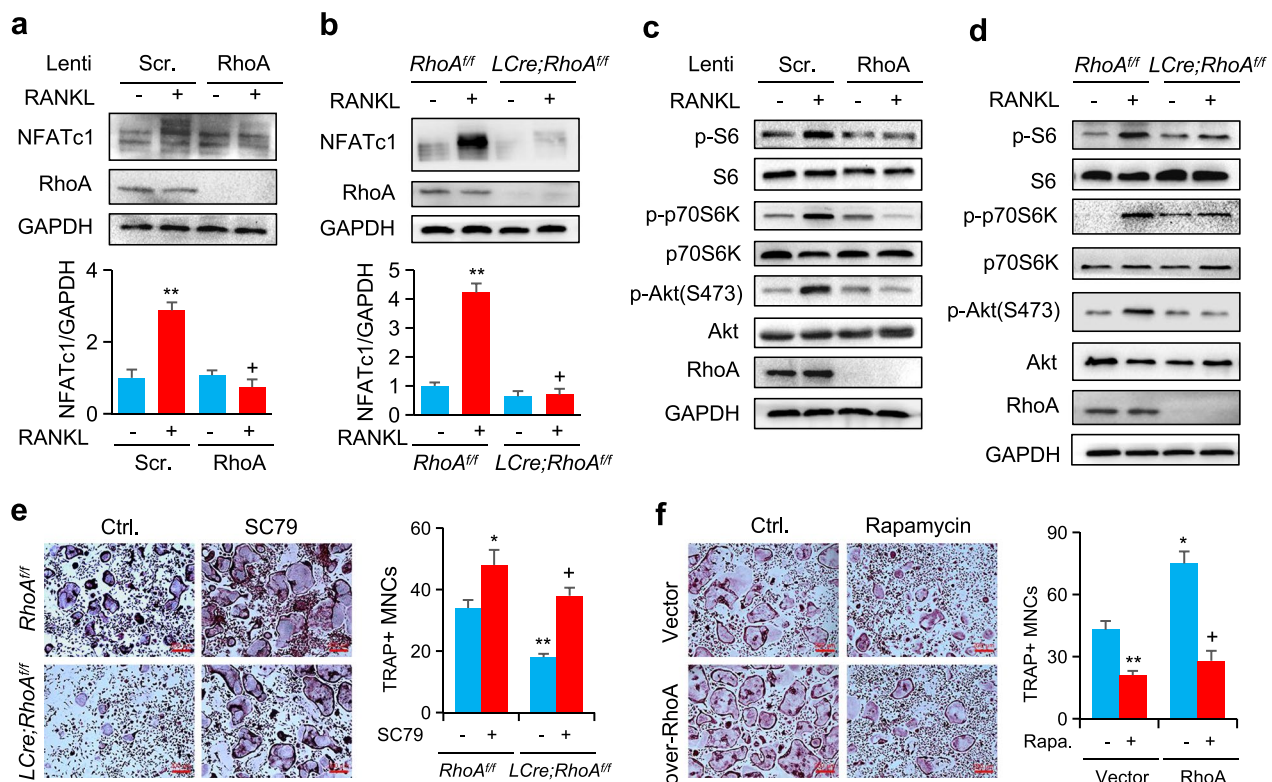 a
Lenti Scr. RhoA
RANKL - + - +
NFATc1
RhoA
GAPDH
NFATc1/GAPDH
4
2
0
**
+
RANKL - + - +
Scr. RhoA
b
RhoAf/f LCre;RhoAf/f
RANKL - + - +
NFATc1
RhoA
GAPDH
NFATc1/GAPDH
5
4
3
2
1
0
**
+
RANKL - + - +
RhoAf/f LCre;RhoAf/f
c
Lenti Scr. RhoA
RANKL - + - +
p-S6
S6
p-p70S6K
p70S6K
p-Akt(S473)
Akt
RhoA
GAPDH
d
RhoAf/f LCre;RhoAf/f
RANKL - + - +
p-S6
S6
p-p70S6K
p70S6K
p-Akt(S473)
Akt
RhoA
GAPDH
e
Ctrl. SC79
RhoAf/f
LCre;RhoAf/f
TRAP+ MNCs
60
40
20
0
*
**
+
SC79 - + - +
RhoAf/f LCre;RhoAf/f
f
Ctrl. Rapamycin
Vector
over-RhoA
TRAP+ MNCs
90
60
30
0
**
*
+
Rapa. - + - +
Vector RhoA